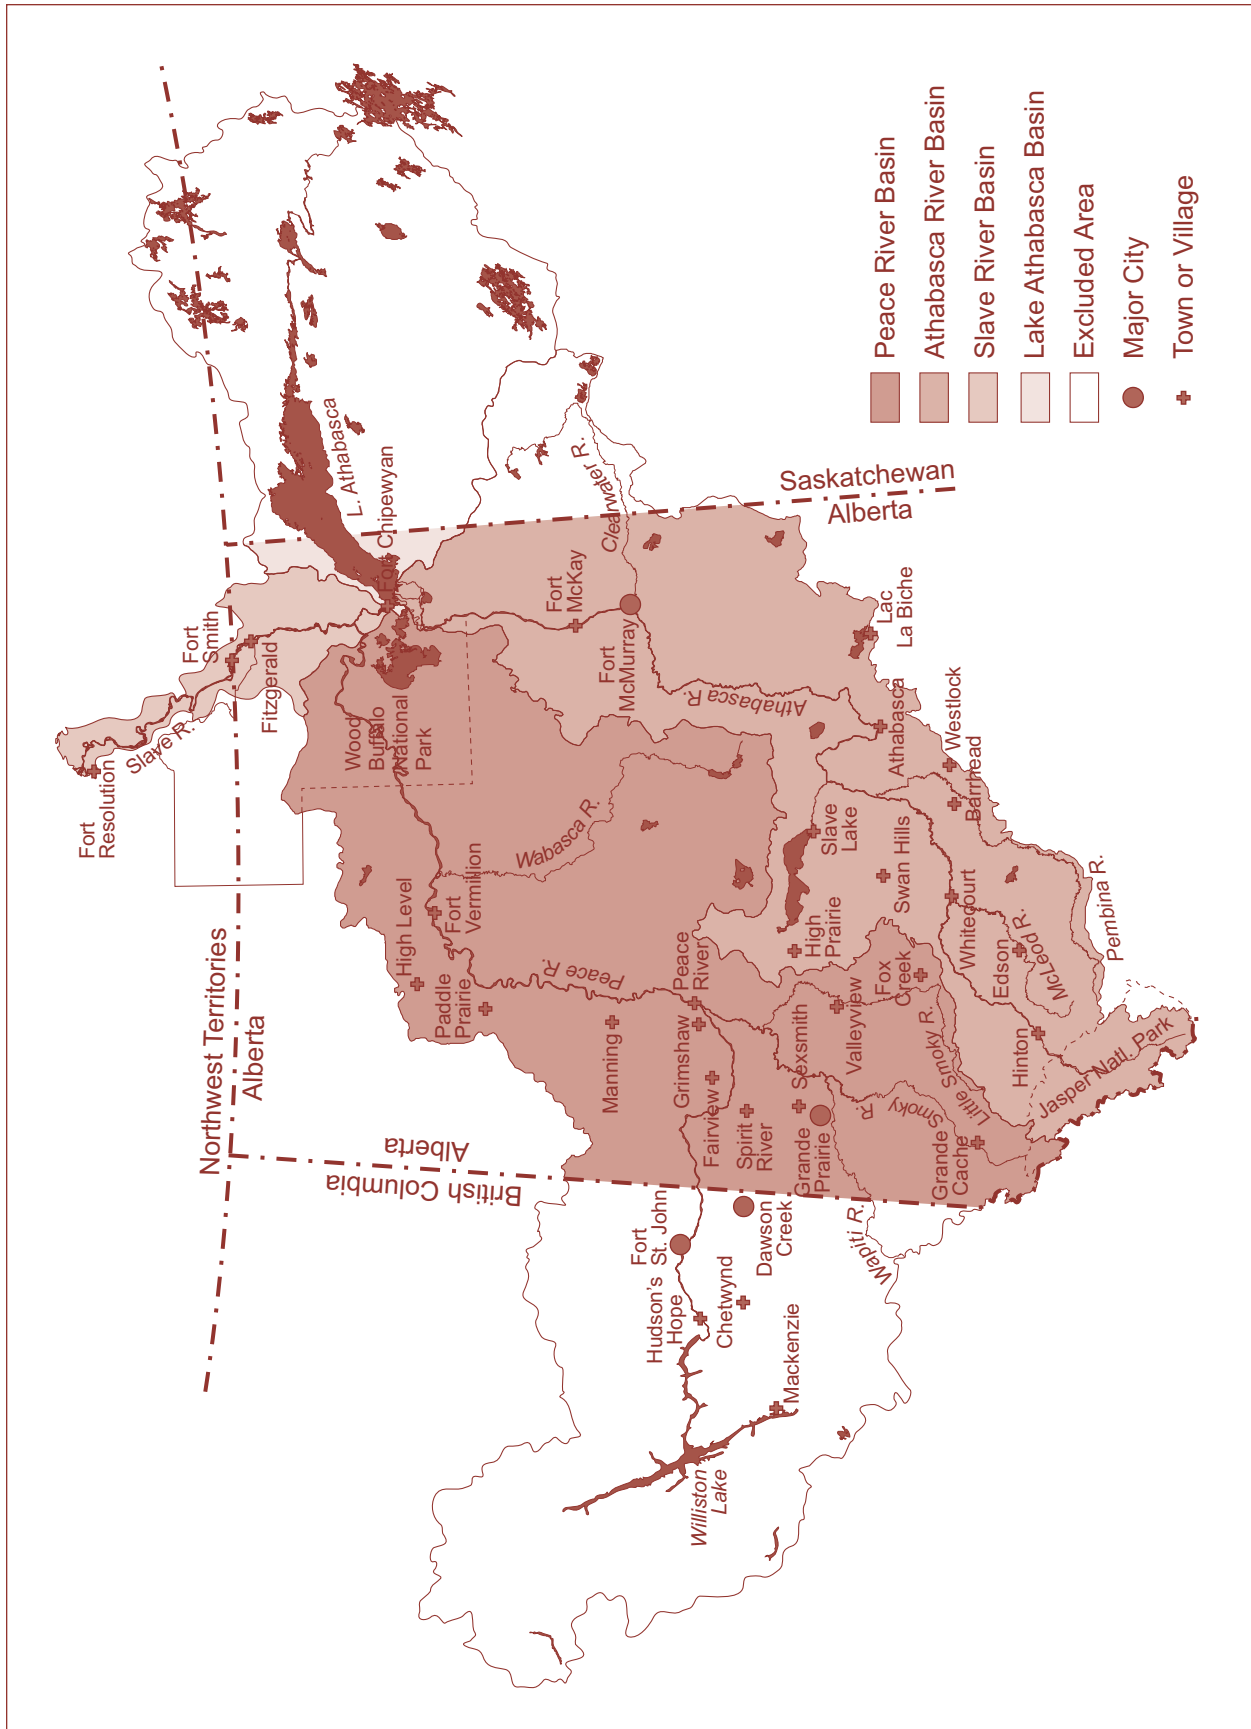 Northwest Territories
Alberta
British Columbia
Alberta
Saskatchewan
Alberta
Fort
Resolution
Slave R.
Fort
Smith
Fitzgerald
L. Athabasca
Fort Chipewyan
Wood
Buffalo
National
Park
High Level
Fort
Vermillion
Paddle
Prairie
Wabasca R.
Peace R.
Manning
Fort
McKay
Clearwater R.
Fort
McMurray
Athabasca R.
Peace
River
Grimshaw
Fairview
Spirit
River
Sexsmith
Grande
Prairie
Valleyview
High
Prairie
Slave
Lake
Swan Hills
Fox
Creek
Athabasca
Lac
La Biche
Westlock
Barrhead
Whitecourt
Edson
McLeod R.
Pembina R.
Hinton
Jasper Natl. Park
Little Smoky R.
Smoky
R.
Grande
Cache
Wapiti R.
Hudson's
Hope
Fort
St. John
Dawson
Creek
Chetwynd
Mackenzie
Williston
Lake
Peace River Basin
Athabasca River Basin
Slave River Basin
Lake Athabasca Basin
Excluded Area
Major City
Town or Village